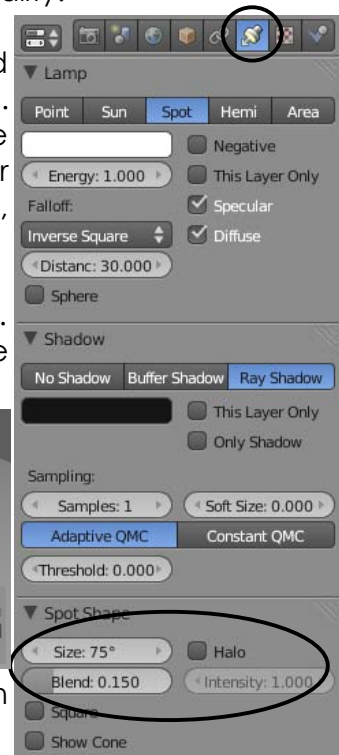 Lamp
Point Sun Spot Hemi Area
Negative
Energy: 1.000 This Layer Only
Falloff: Specular
Inverse Square Diffuse
Distanc: 30.000
Sphere
Shadow
No Shadow Buffer Shadow Ray Shadow
This Layer Only
Only Shadow
Sampling:
Samples: 1 Soft Size: 0.000
Adaptive QMC Constant QMC
Threshold: 0.000
Spot Shape
Size: 75° Halo
Blend: 0.150 Intensity: 1.000
Square
Show Cone